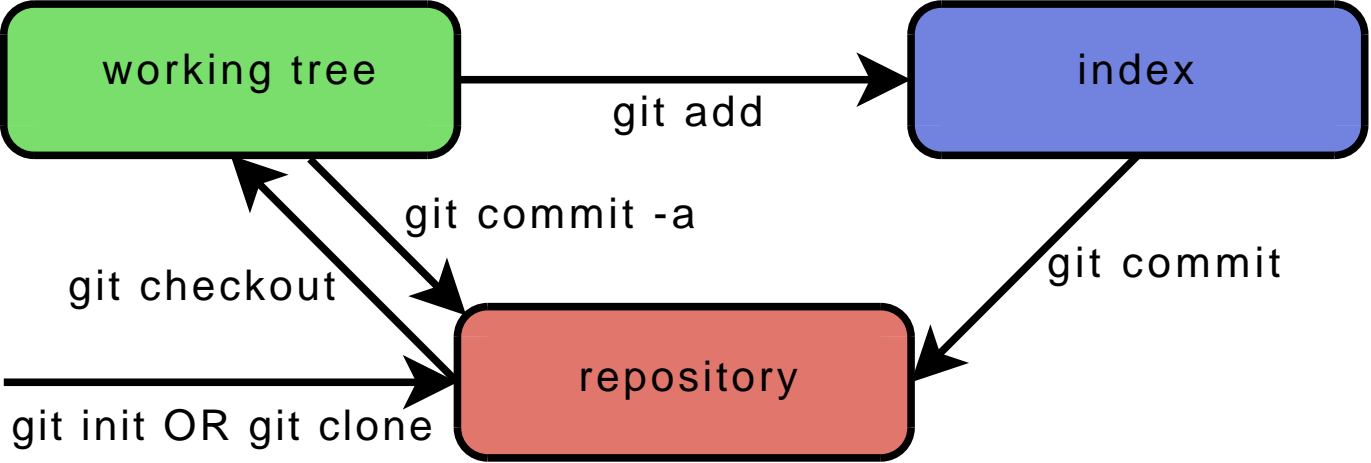 working tree
index
git add
git commit -a
git commit
git checkout
repository
git init OR git clone